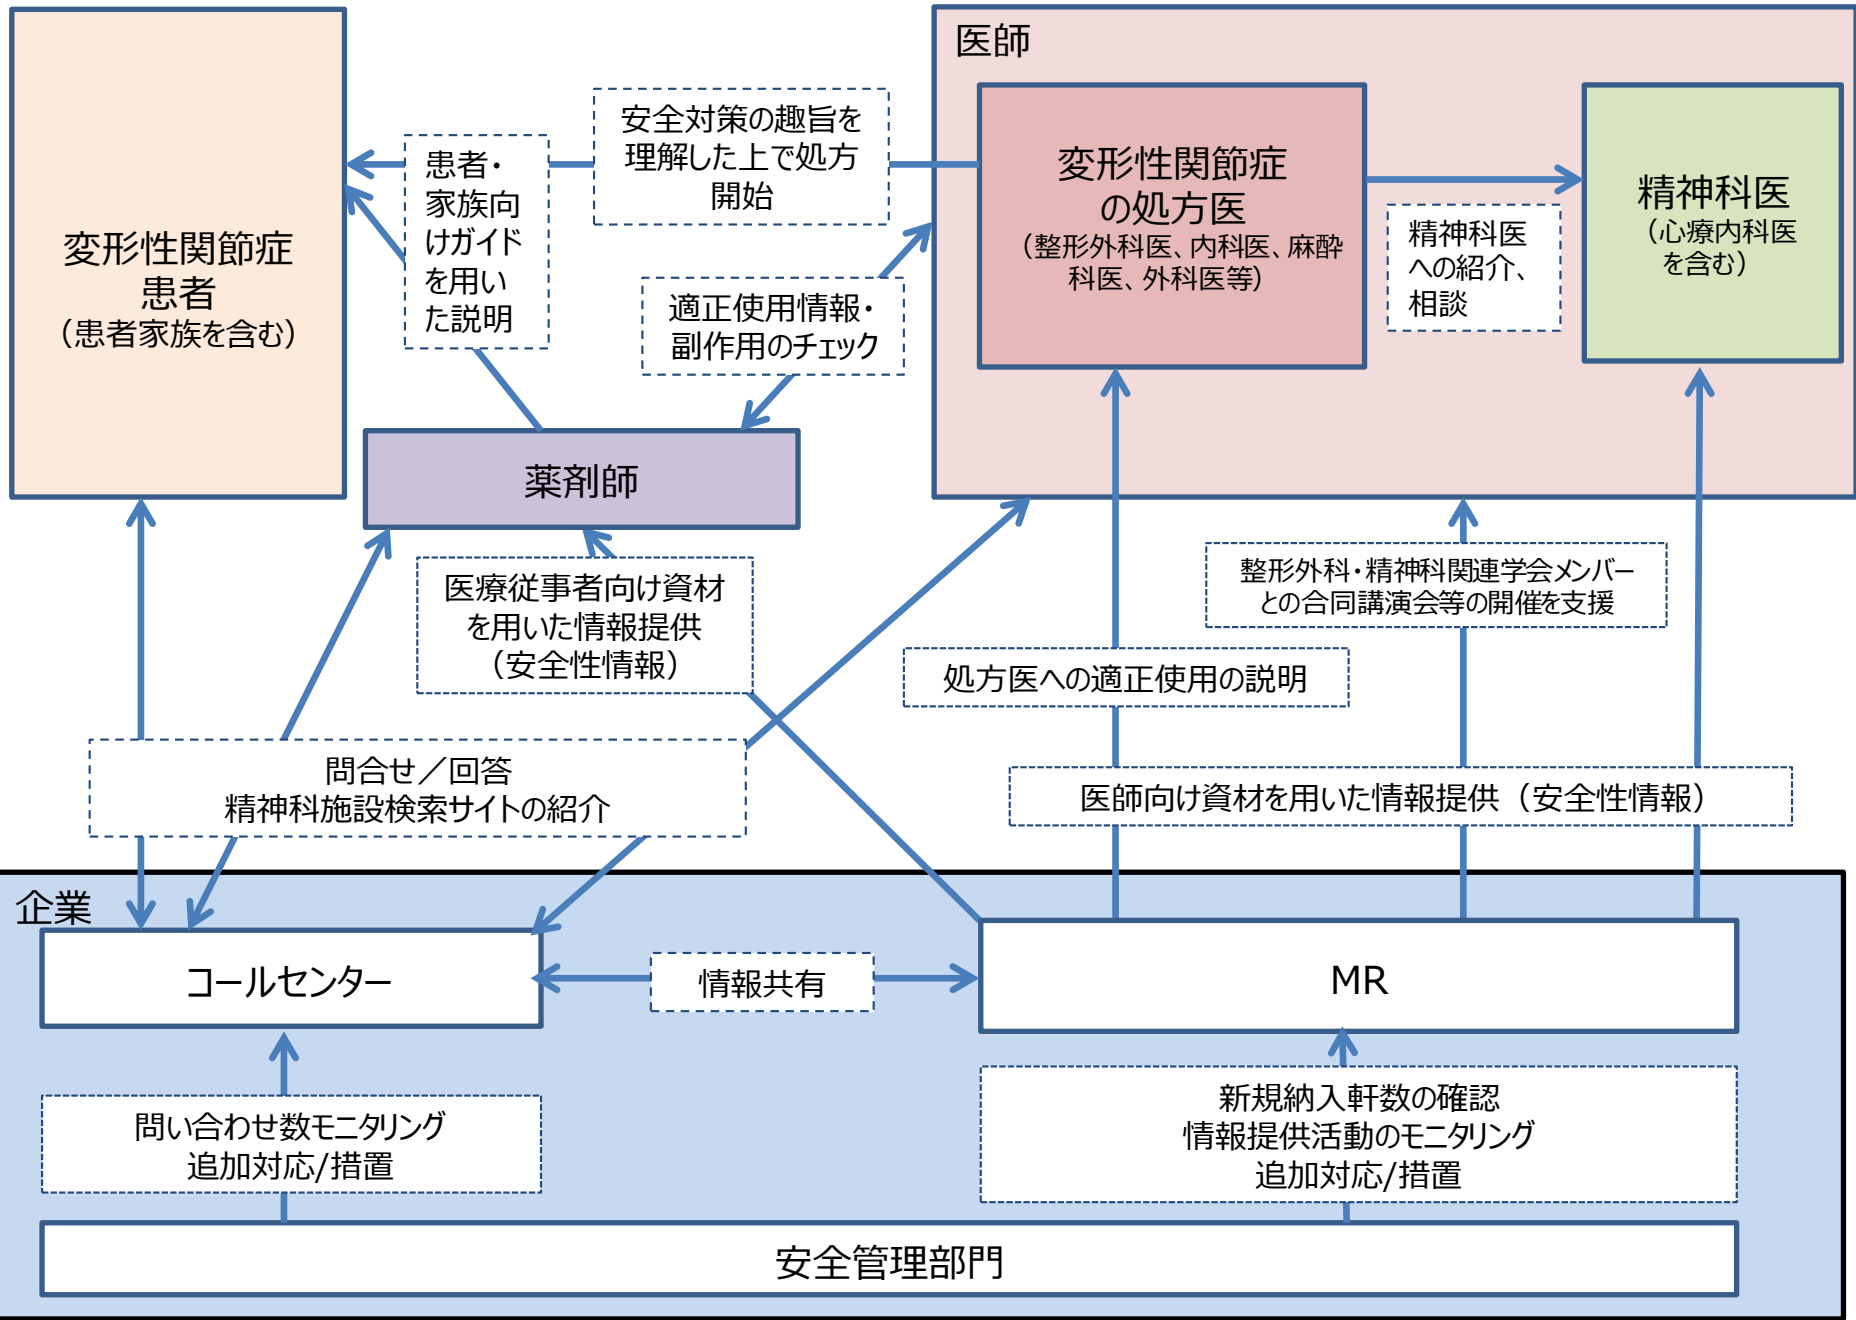 医師
安全対策の趣旨を
理解した上で処方
開始
患者・
家族向
けガイド
を用い
た説明
変形性関節症
の処方医
（整形外科医、内科医、麻酔
科医、外科医等）
精神科医
（心療内科医
を含む）
精神科医
への紹介、
相談
変形性関節症
患者
（患者家族を含む）
適正使用情報・
副作用のチェック
薬剤師
医療従事者向け資材
を用いた情報提供
（安全性情報）
整形外科・精神科関連学会メンバー
との合同講演会等の開催を支援
処方医への適正使用の説明
問合せ／回答
精神科施設検索サイトの紹介
医師向け資材を用いた情報提供（安全性情報）
企業
コールセンター
情報共有
MR
問い合わせ数モニタリング
追加対応/措置
新規納入軒数の確認
情報提供活動のモニタリング
追加対応/措置
安全管理部門